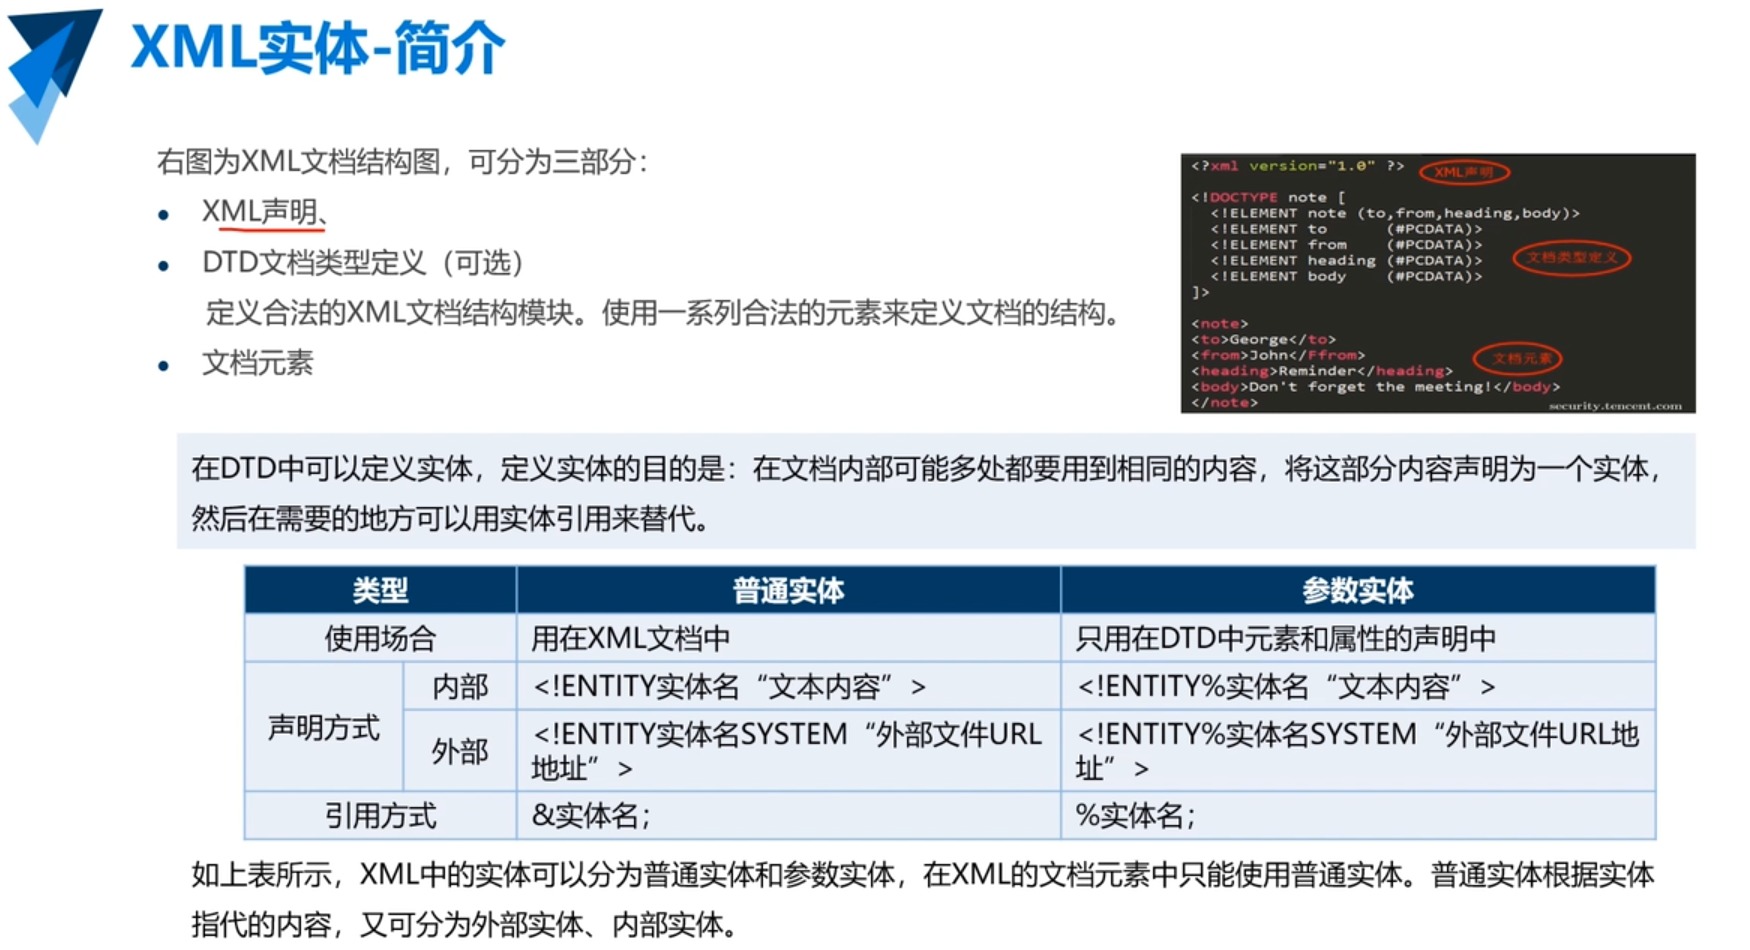 XML实体-简介
右图为XML文档结构图，可分为三部分：
• XML声明、
• DTD文档类型定义（可选）
定义合法的XML文档结构模块。使用一系列合法的元素来定义文档的结构。
• 文档元素
<?xml version="1.0" ?>
XML声明
<!DOCTYPE note [
<!ELEMENT note (to,from,heading,body)>
<!ELEMENT to (#PCDATA)>
<!ELEMENT from (#PCDATA)>
<!ELEMENT heading (#PCDATA)>
<!ELEMENT body (#PCDATA)>
]>
文档类型定义
<note>
<to>George</to>
<from>John</Ffrom>
<heading>Reminder</heading>
<body>Don't forget the meeting!</body>
</note>
文档元素
security.tencent.com
在DTD中可以定义实体，定义实体的目的是：在文档内部可能多处都要用到相同的内容，将这部分内容声明为一个实体，
然后在需要的地方可以用实体引用来替代。
类型 普通实体 参数实体
使用场合 用在XML文档中 只用在DTD中元素和属性的声明中
声明方式 内部 <!ENTITY实体名“文本内容”> <!ENTITY%实体名“文本内容”>
外部 <!ENTITY实体名SYSTEM“外部文件URL
地址”>
<!ENTITY%实体名SYSTEM“外部文件URL地
址”>
引用方式 &实体名; %实体名;
如上表所示，XML中的实体可以分为普通实体和参数实体，在XML的文档元素中只能使用普通实体。普通实体根据实体
指代的内容，又可分为外部实体、内部实体。